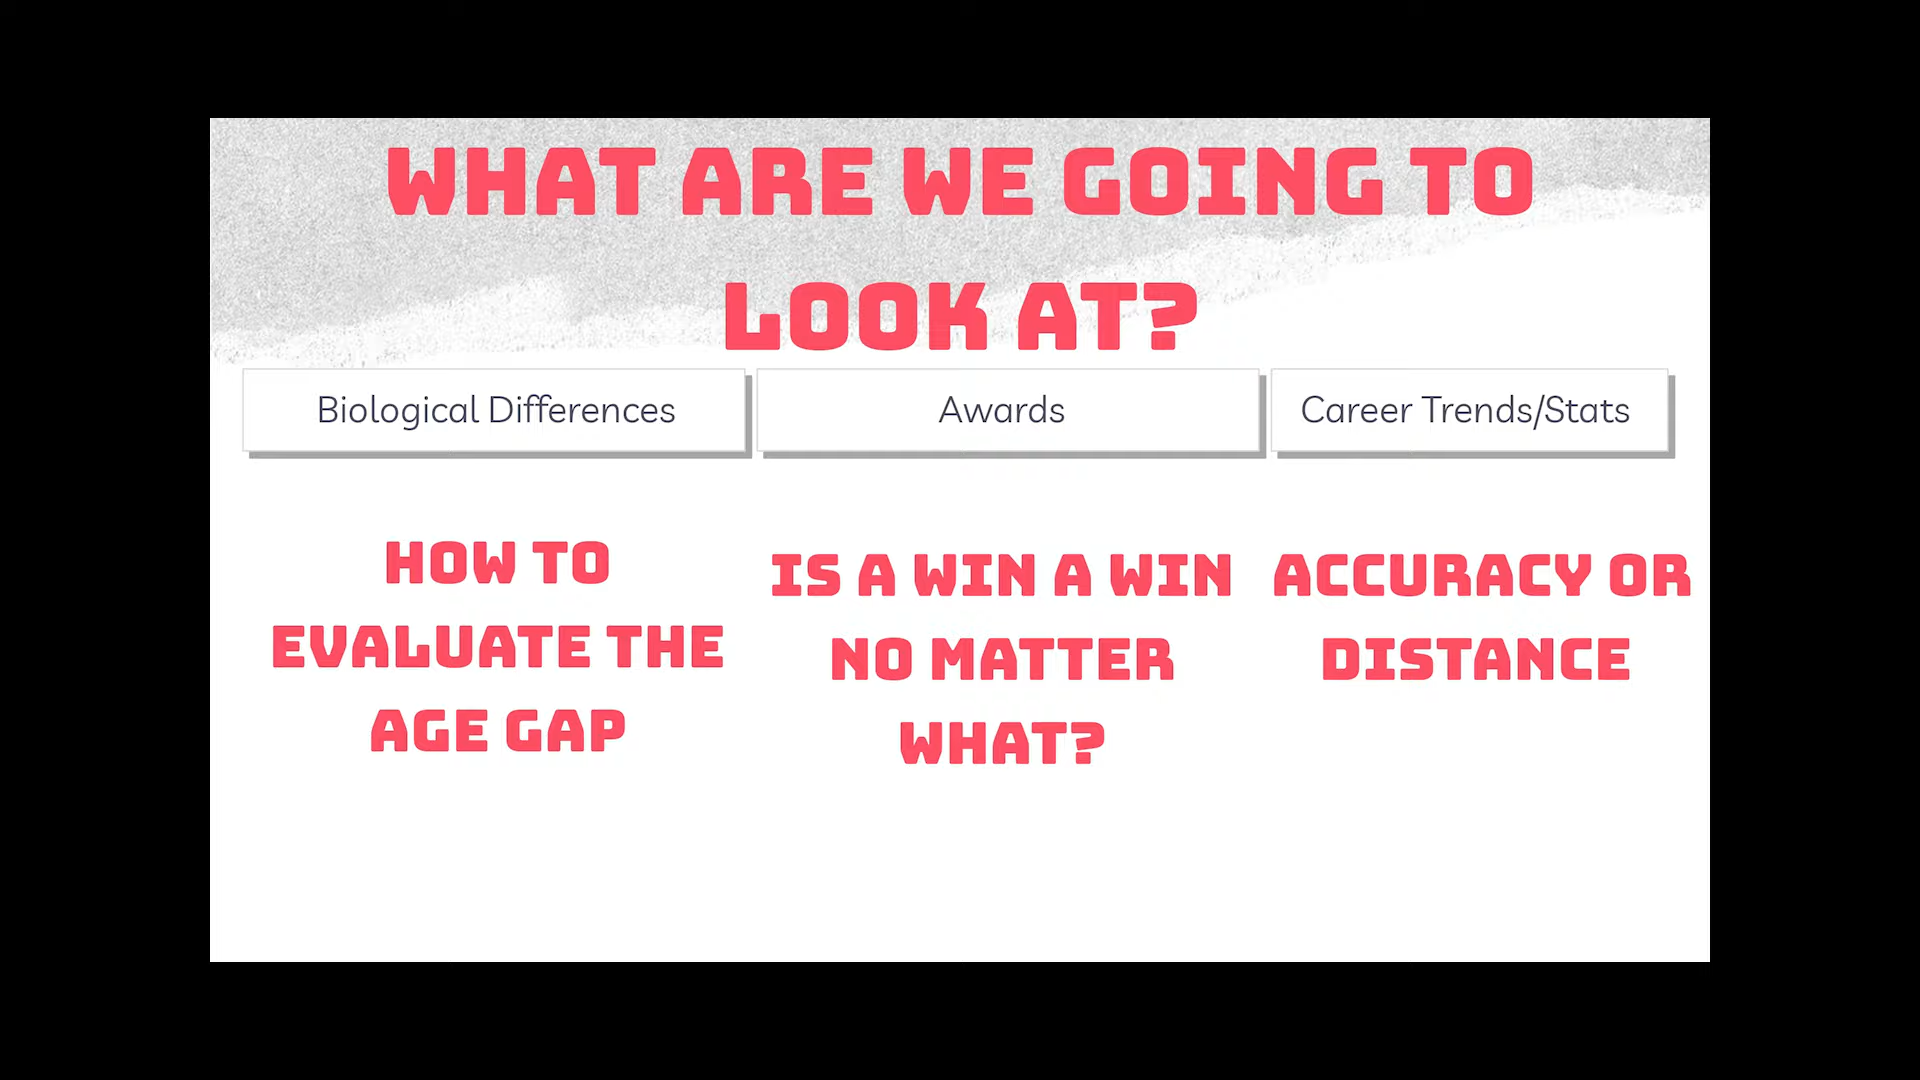 WHAT ARE WE GOING TO
LOOK AT?
Biological Differences
Awards
Career Trends/Stats
HOW TO
EVALUATE THE
AGE GAP
IS A WIN A WIN
NO MATTER
WHAT?
ACCURACY OR
DISTANCE